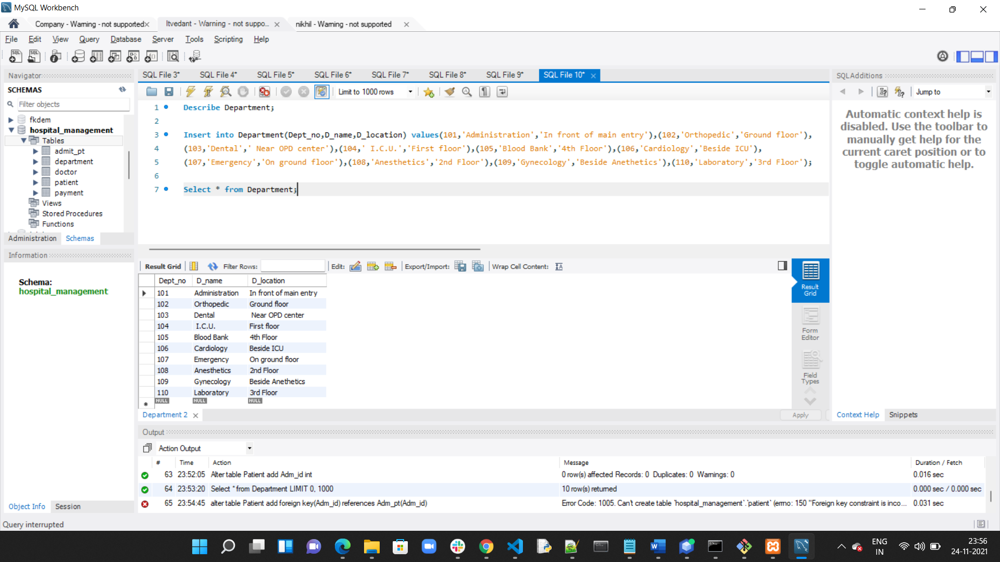 MySQL Workbench
Company - Warning - not supported
Itvedant - Warning - not suppo...
nikhil - Warning - not supported
File Edit View Query Database Server Tools Scripting Help
Navigator
SCHEMAS
Filter objects
fkdem
hospital_management
Tables
admit_pt
department
doctor
patient
payment
Views
Stored Procedures
Functions
Administration Schemas
Information
Schema:
hospital_management
Object Info Session
Query interrupted
SQL File 3* SQL File 4* SQL File 5* SQL File 6* SQL File 7* SQL File 8* SQL File 9* SQL File 10*
Limit to 1000 rows
1 Describe Department;
2
3 Insert into Department(Dept_no,D_name,D_location) values(101,'Administration','In front of main entry'),(102,'Orthopedic','Ground floor'),
4 (103,'Dental',' Near OPD center'),(104,' I.C.U.','First floor'),(105,'Blood Bank','4th Floor'),(106,'Cardiology','Beside ICU'),
5 (107,'Emergency','On ground floor'),(108,'Anesthetics','2nd Floor'),(109,'Gynecology','Beside Anethetics'),(110,'Laboratory','3rd Floor');
6
7 Select * from Department;
Result Grid Filter Rows: Edit: Export/Import: Wrap Cell Content:
Dept_no D_name D_location
101 Administration In front of main entry
102 Orthopedic Ground floor
103 Dental Near OPD center
104 I.C.U. First floor
105 Blood Bank 4th Floor
106 Cardiology Beside ICU
107 Emergency On ground floor
108 Anesthetics 2nd Floor
109 Gynecology Beside Anethetics
110 Laboratory 3rd Floor
NULL NULL NULL
Result
Grid
Form
Editor
Field
Types
Department 2
Apply
SQLAdditions
Jump to
Automatic context help is
disabled. Use the toolbar to
manually get help for the
current caret position or to
toggle automatic help.
Context Help Snippets
Output
Action Output
# Time Action Message Duration / Fetch
63 23:52:05 Alter table Patient add Adm_id int 0 row(s) affected Records: 0 Duplicates: 0 Warnings: 0 0.016 sec
64 23:53:20 Select * from Department LIMIT 0, 1000 10 row(s) returned 0.000 sec / 0.000 sec
65 23:54:45 alter table Patient add foreign key(Adm_id) references Adm_pt(Adm_id) Error Code: 1005. Can't create table `hospital_management`.`patient` (errno: 150 "Foreign key constraint is inco... 0.031 sec
ENG
IN
23:56
24-11-2021